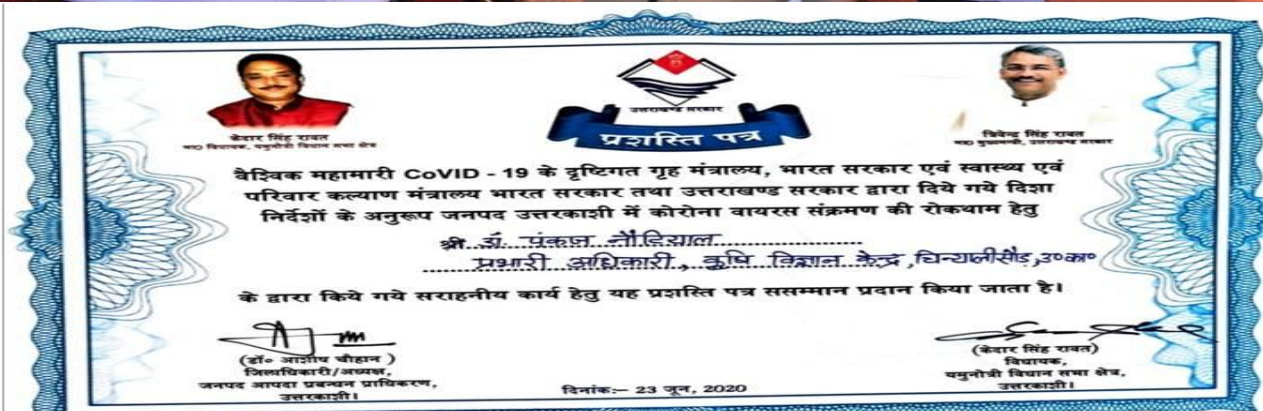 केदार सिंह रावत
मा0 विधायक, यमुनोत्री विधान सभा क्षेत्र
उत्तराखण्ड सरकार
प्रशस्ति पत्र
त्रिवेन्द्र सिंह रावत
मा0 मुख्यमन्त्री, उत्तराखण्ड सरकार
वैश्विक महामारी CoVID - 19 के दृष्टिगत गृह मंत्रालय, भारत सरकार एवं स्वास्थ्य एवं
परिवार कल्याण मंत्रालय भारत सरकार तथा उत्तराखण्ड सरकार द्वारा दिये गये दिशा
निर्देशों के अनुरूप जनपद उत्तरकाशी में कोरोना वायरस संक्रमण की रोकथाम हेतु
श्री डॉ. पंकज नौटियाल
प्रभारी अधिकारी, कृषि विज्ञान केन्द्र, चिन्यालीसौड़, उ०का०
के द्वारा किये गये सराहनीय कार्य हेतु यह प्रशस्ति पत्र ससम्मान प्रदान किया जाता है।
(डॉ० आशीष चौहान )
जिलाधिकारी/अध्यक्ष,
जनपद आपदा प्रबन्धन प्राधिकरण,
उत्तरकाशी।
दिनांक:– 23 जून, 2020
(केदार सिंह रावत)
विधायक,
यमुनोत्री विधान सभा क्षेत्र,
उत्तरकाशी।